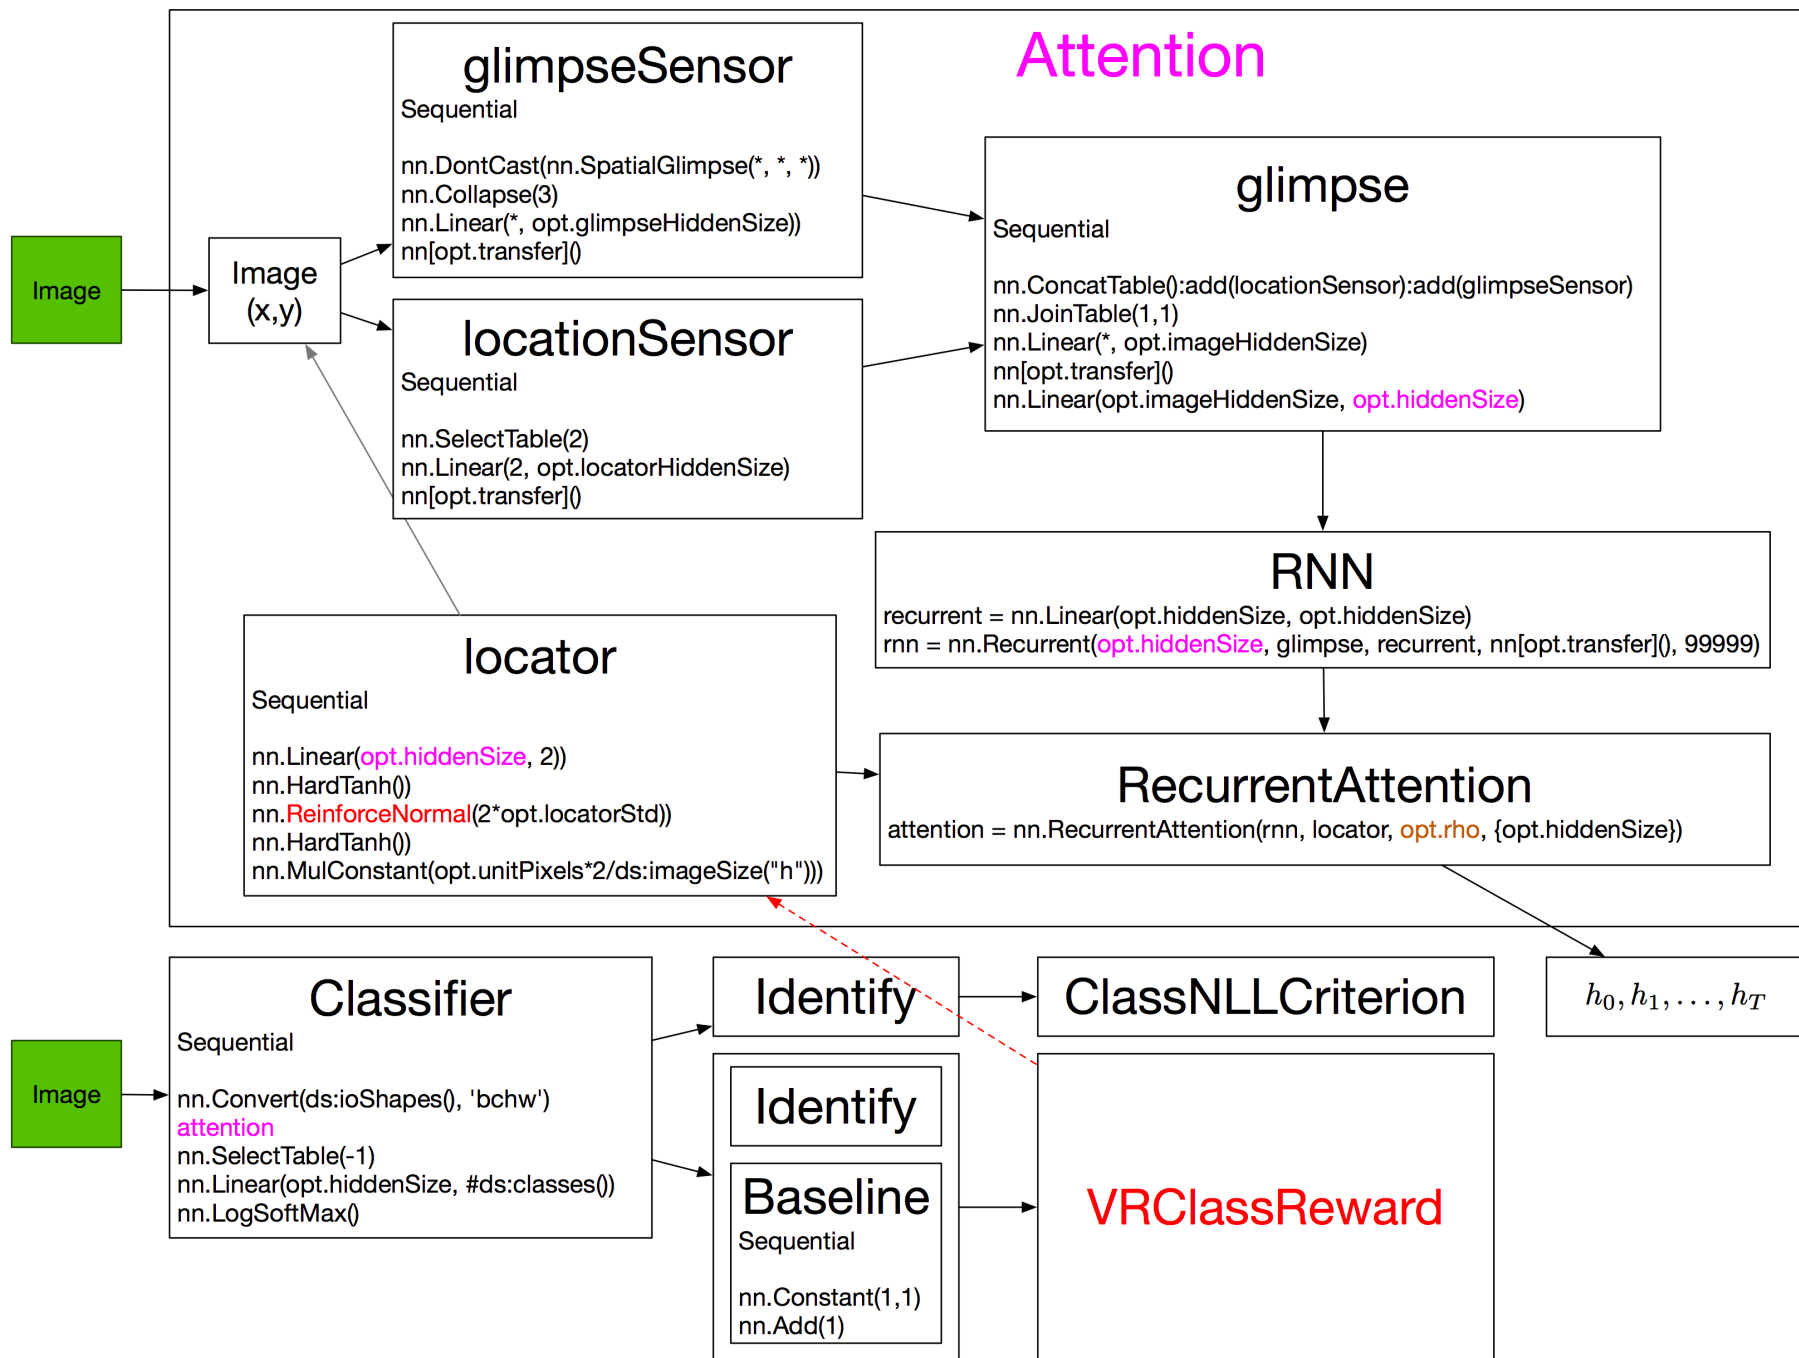 Attention
glimpseSensor
Sequential
nn.DontCast(nn.SpatialGlimpse(*, *, *))
nn.Collapse(3)
nn.Linear(*, opt.glimpseHiddenSize))
nn[opt.transfer]()
glimpse
Sequential
nn.ConcatTable():add(locationSensor):add(glimpseSensor)
nn.JoinTable(1,1)
nn.Linear(*, opt.imageHiddenSize)
nn[opt.transfer]()
nn.Linear(opt.imageHiddenSize, opt.hiddenSize)
Image
Image
(x,y)
locationSensor
Sequential
nn.SelectTable(2)
nn.Linear(2, opt.locatorHiddenSize)
nn[opt.transfer]()
RNN
recurrent = nn.Linear(opt.hiddenSize, opt.hiddenSize)
rnn = nn.Recurrent(opt.hiddenSize, glimpse, recurrent, nn[opt.transfer](), 99999)
locator
Sequential
nn.Linear(opt.hiddenSize, 2))
nn.HardTanh())
nn.ReinforceNormal(2*opt.locatorStd))
nn.HardTanh())
nn.MulConstant(opt.unitPixels*2/ds:imageSize("h")))
RecurrentAttention
attention = nn.RecurrentAttention(rnn, locator, opt.rho, {opt.hiddenSize})
h₀, h₁, . . . , h_T
Image
Classifier
Sequential
nn.Convert(ds:ioShapes(), 'bchw')
attention
nn.SelectTable(-1)
nn.Linear(opt.hiddenSize, #ds:classes())
nn.LogSoftMax()
Identify
ClassNLLCriterion
Identify
Baseline
Sequential
nn.Constant(1,1)
nn.Add(1)
VRClassReward